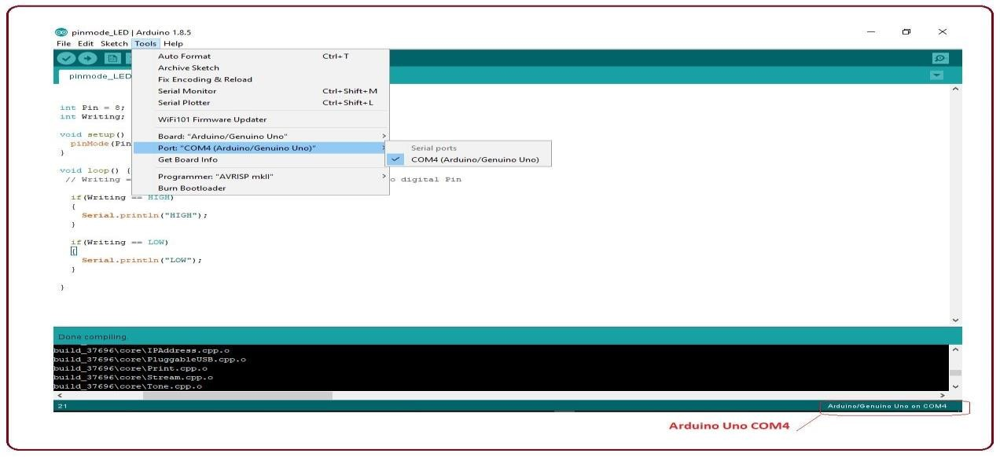 pinmode_LED | Arduino 1.8.5
File Edit Sketch Tools Help
Auto Format Ctrl+T
Archive Sketch
Fix Encoding & Reload
Serial Monitor Ctrl+Shift+M
Serial Plotter Ctrl+Shift+L
WiFi101 Firmware Updater
Board: "Arduino/Genuino Uno"
Port: "COM4 (Arduino/Genuino Uno)"
Get Board Info
Programmer: "AVRISP mkII"
Burn Bootloader
Serial ports
COM4 (Arduino/Genuino Uno)
pinmode_LED
int Pin = 8;
int Writing;
void setup()
pinMode(Pin
}
void loop() {
// Writing = o digital Pin
if(Writing == HIGH)
{
Serial.println("HIGH");
}
if(Writing == LOW)
{
Serial.println("LOW");
}
}
Done compiling.
build_37696\core\IPAddress.cpp.o
build_37696\core\PluggableUSB.cpp.o
build_37696\core\Print.cpp.o
build_37696\core\Stream.cpp.o
build_37696\core\Tone.cpp.o
21 Arduino/Genuino Uno on COM4
Arduino Uno COM4